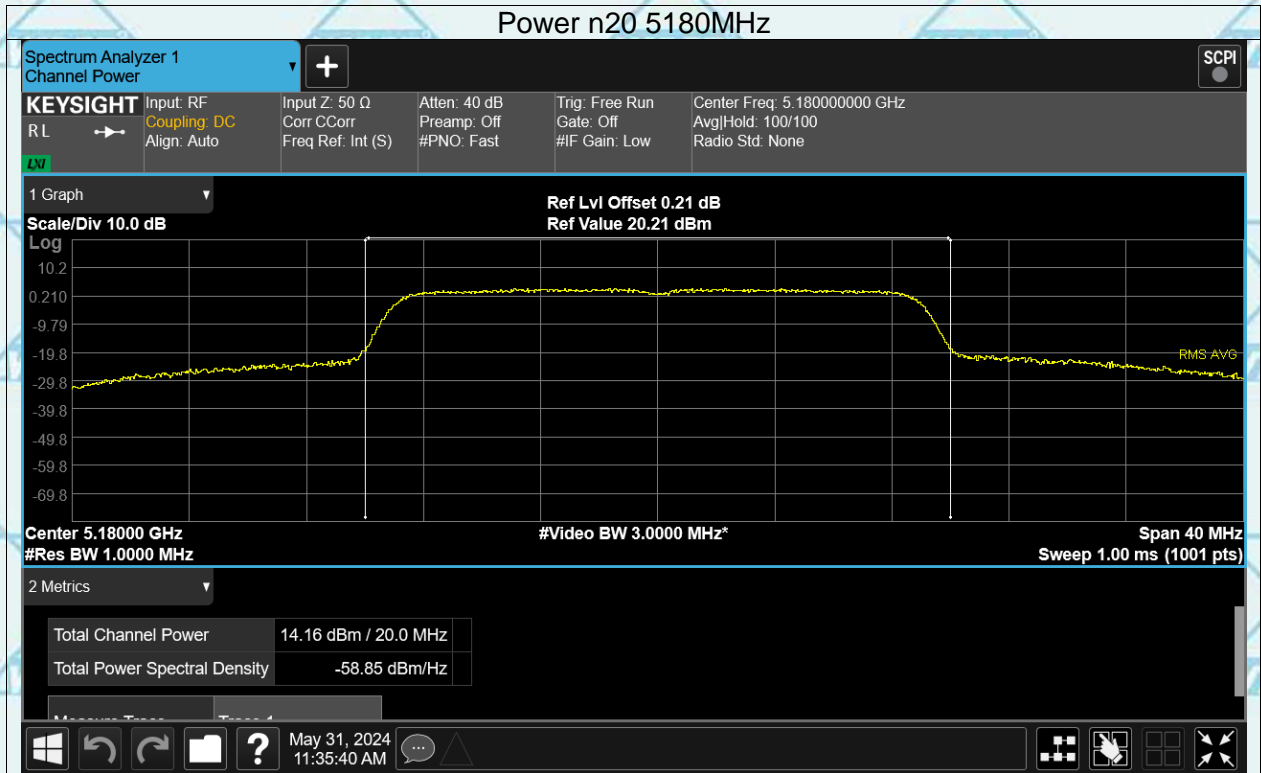 Power n20 5180MHz
Spectrum Analyzer 1
Channel Power
SCPI
KEYSIGHT
R L
LXI
Input: RF
Coupling: DC
Align: Auto
Input Z: 50 Ω
Corr CCorr
Freq Ref: Int (S)
Atten: 40 dB
Preamp: Off
#PNO: Fast
Trig: Free Run
Gate: Off
#IF Gain: Low
Center Freq: 5.180000000 GHz
Avg|Hold: 100/100
Radio Std: None
1 Graph
Scale/Div 10.0 dB
Ref Lvl Offset 0.21 dB
Ref Value 20.21 dBm
Log
10.2
0.210
-9.79
-19.8
-29.8
-39.8
-49.8
-59.8
-69.8
RMS AVG
Center 5.18000 GHz
#Video BW 3.0000 MHz*
Span 40 MHz
#Res BW 1.0000 MHz
Sweep 1.00 ms (1001 pts)
2 Metrics
Total Channel Power 14.16 dBm / 20.0 MHz
Total Power Spectral Density -58.85 dBm/Hz
Measure Trace Trace 1
May 31, 2024
11:35:40 AM